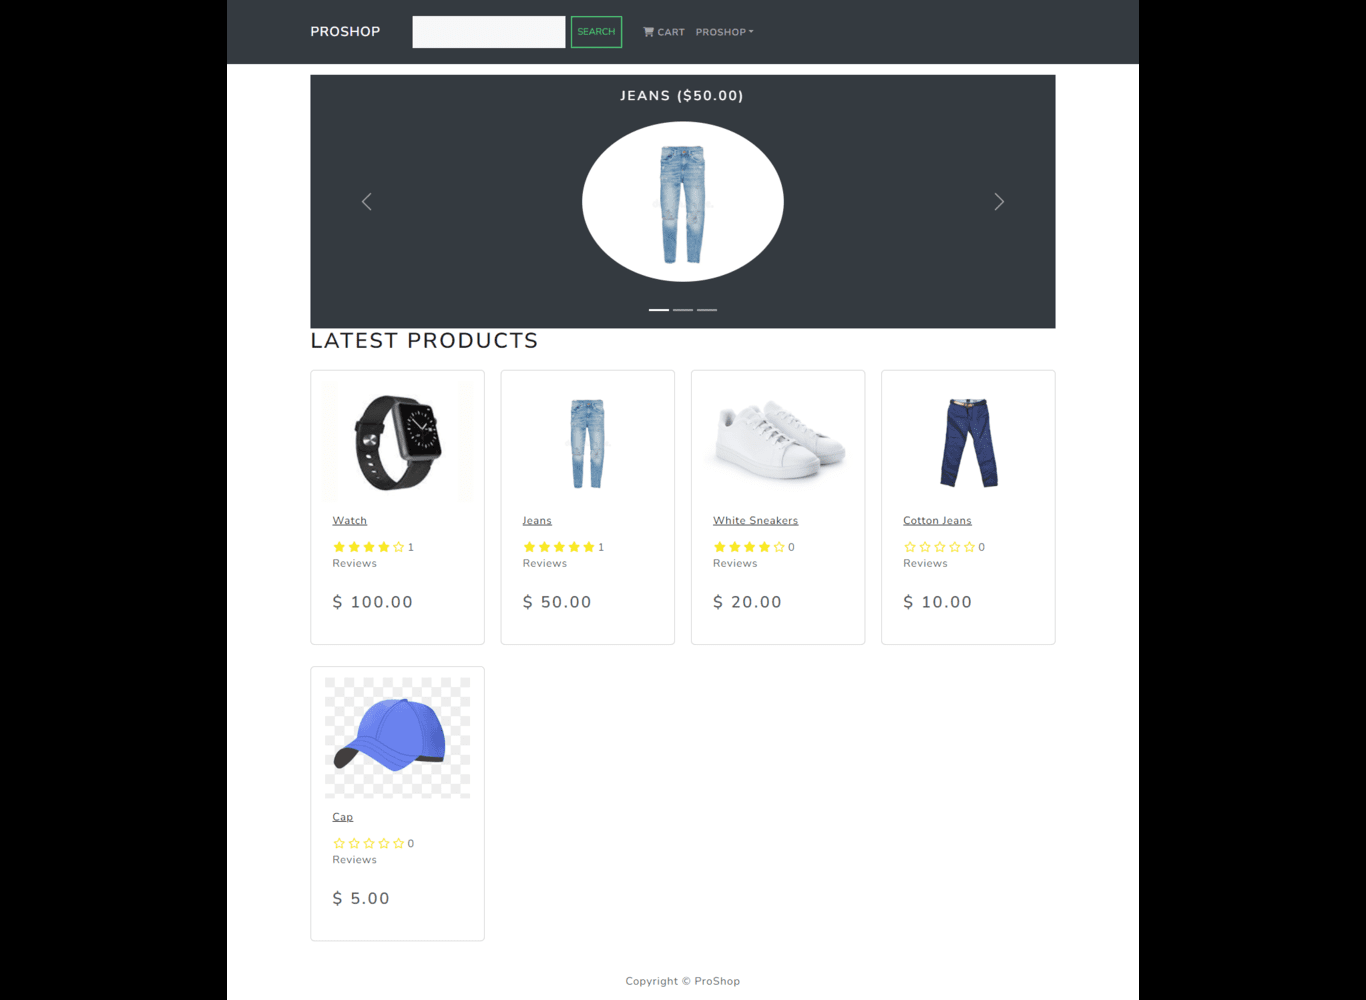 PROSHOP SEARCH CART PROSHOP
JEANS ($50.00)
LATEST PRODUCTS
Watch
1
Reviews
$ 100.00
Jeans
1
Reviews
$ 50.00
White Sneakers
0
Reviews
$ 20.00
Cotton Jeans
0
Reviews
$ 10.00
Cap
0
Reviews
$ 5.00
Copyright © ProShop